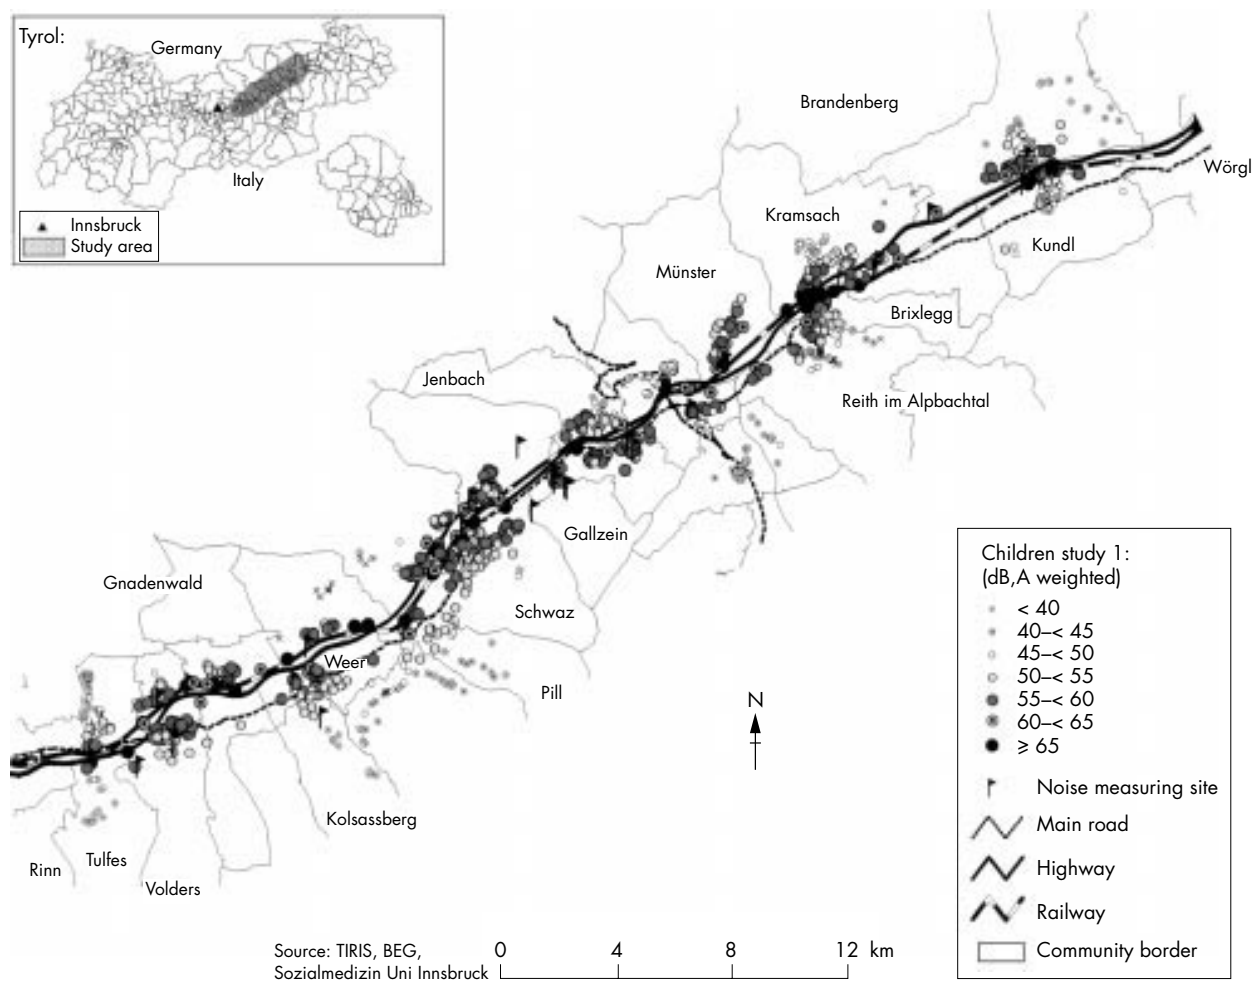 Tyrol:
Germany
Italy
Innsbruck
Study area
Brandenberg
Wörgl
Kramsach
Kundl
Münster
Brixlegg
Jenbach
Reith im Alpbachtal
Gallzein
Gnadenwald
Schwaz
Weer
Pill
Kolsassberg
Rinn
Tulfes
Volders
N
Children study 1:
(dB,A weighted)
< 40
40–< 45
45–< 50
50–< 55
55–< 60
60–< 65
≥ 65
Noise measuring site
Main road
Highway
Railway
Community border
Source: TIRIS, BEG,
Sozialmedizin Uni Innsbruck
0 4 8 12 km